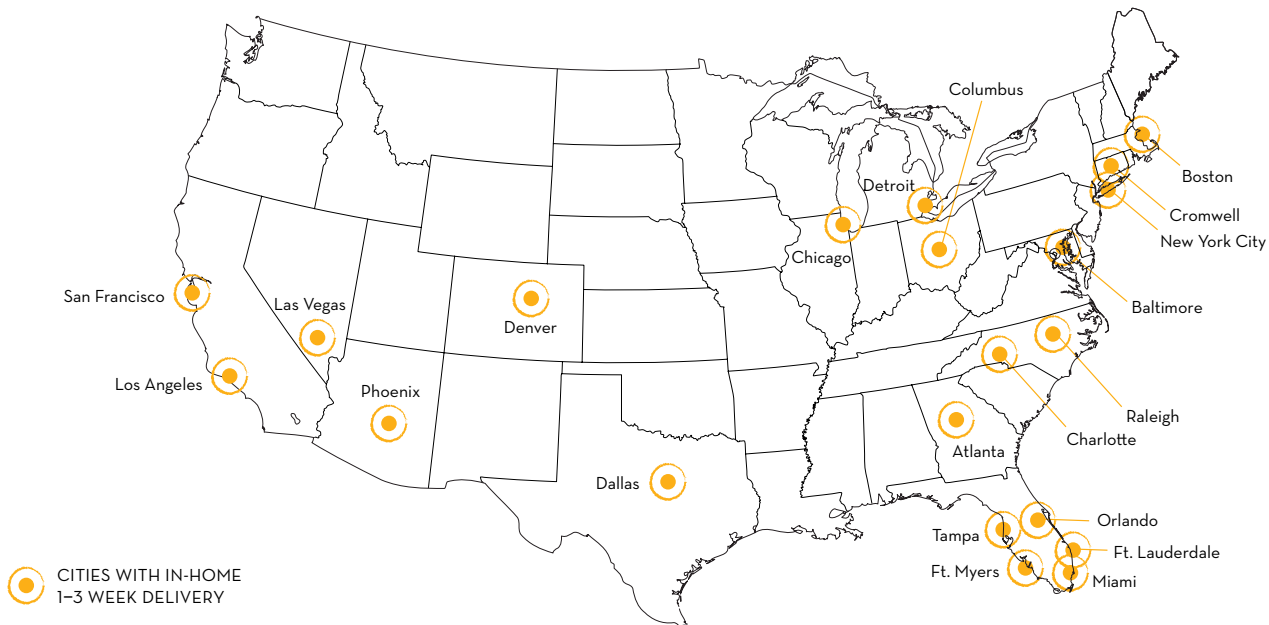 Columbus
Detroit
Boston
Cromwell
New York City
Chicago
San Francisco
Las Vegas
Denver
Baltimore
Los Angeles
Phoenix
Raleigh
Charlotte
Atlanta
Dallas
Orlando
Tampa
Ft. Lauderdale
Ft. Myers
Miami
CITIES WITH IN-HOME
1–3 WEEK DELIVERY